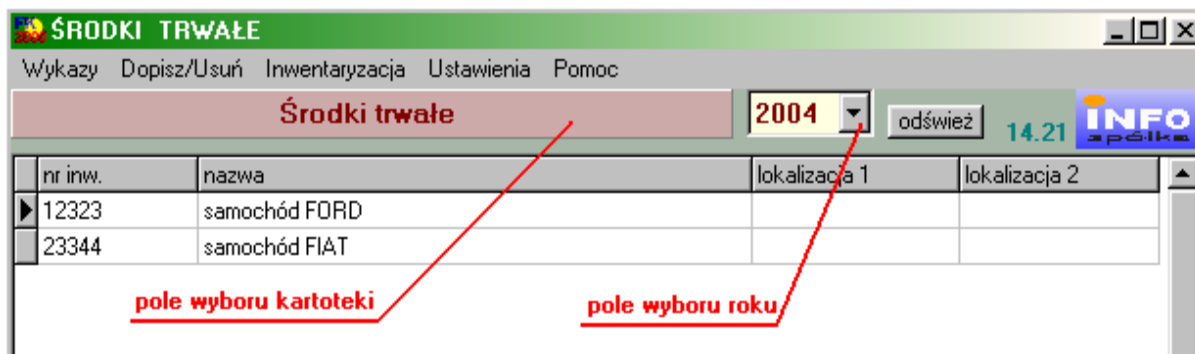 ŚRODKI TRWAŁE
Wykazy Dopisz/Usuń Inwentaryzacja Ustawienia Pomoc
Środki trwałe 2004 odśwież 14.21 INFO spółka
nr inw. nazwa lokalizacja 1 lokalizacja 2
12323 samochód FORD
23344 samochód FIAT
pole wyboru kartoteki pole wyboru roku